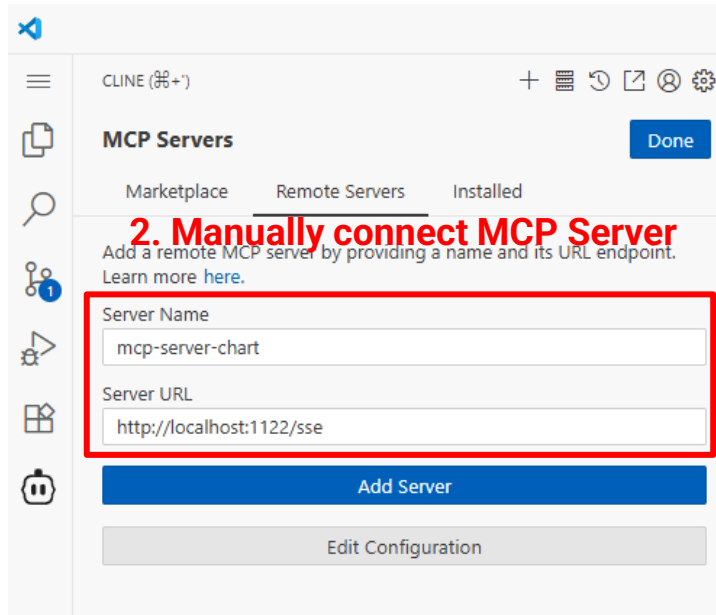 CLINE (⌘+')
MCP Servers
Done
Marketplace
Remote Servers
Installed
2. Manually connect MCP Server
Add a remote MCP server by providing a name and its URL endpoint.
Learn more here.
1
Server Name
mcp-server-chart
Server URL
http://localhost:1122/sse
Add Server
Edit Configuration